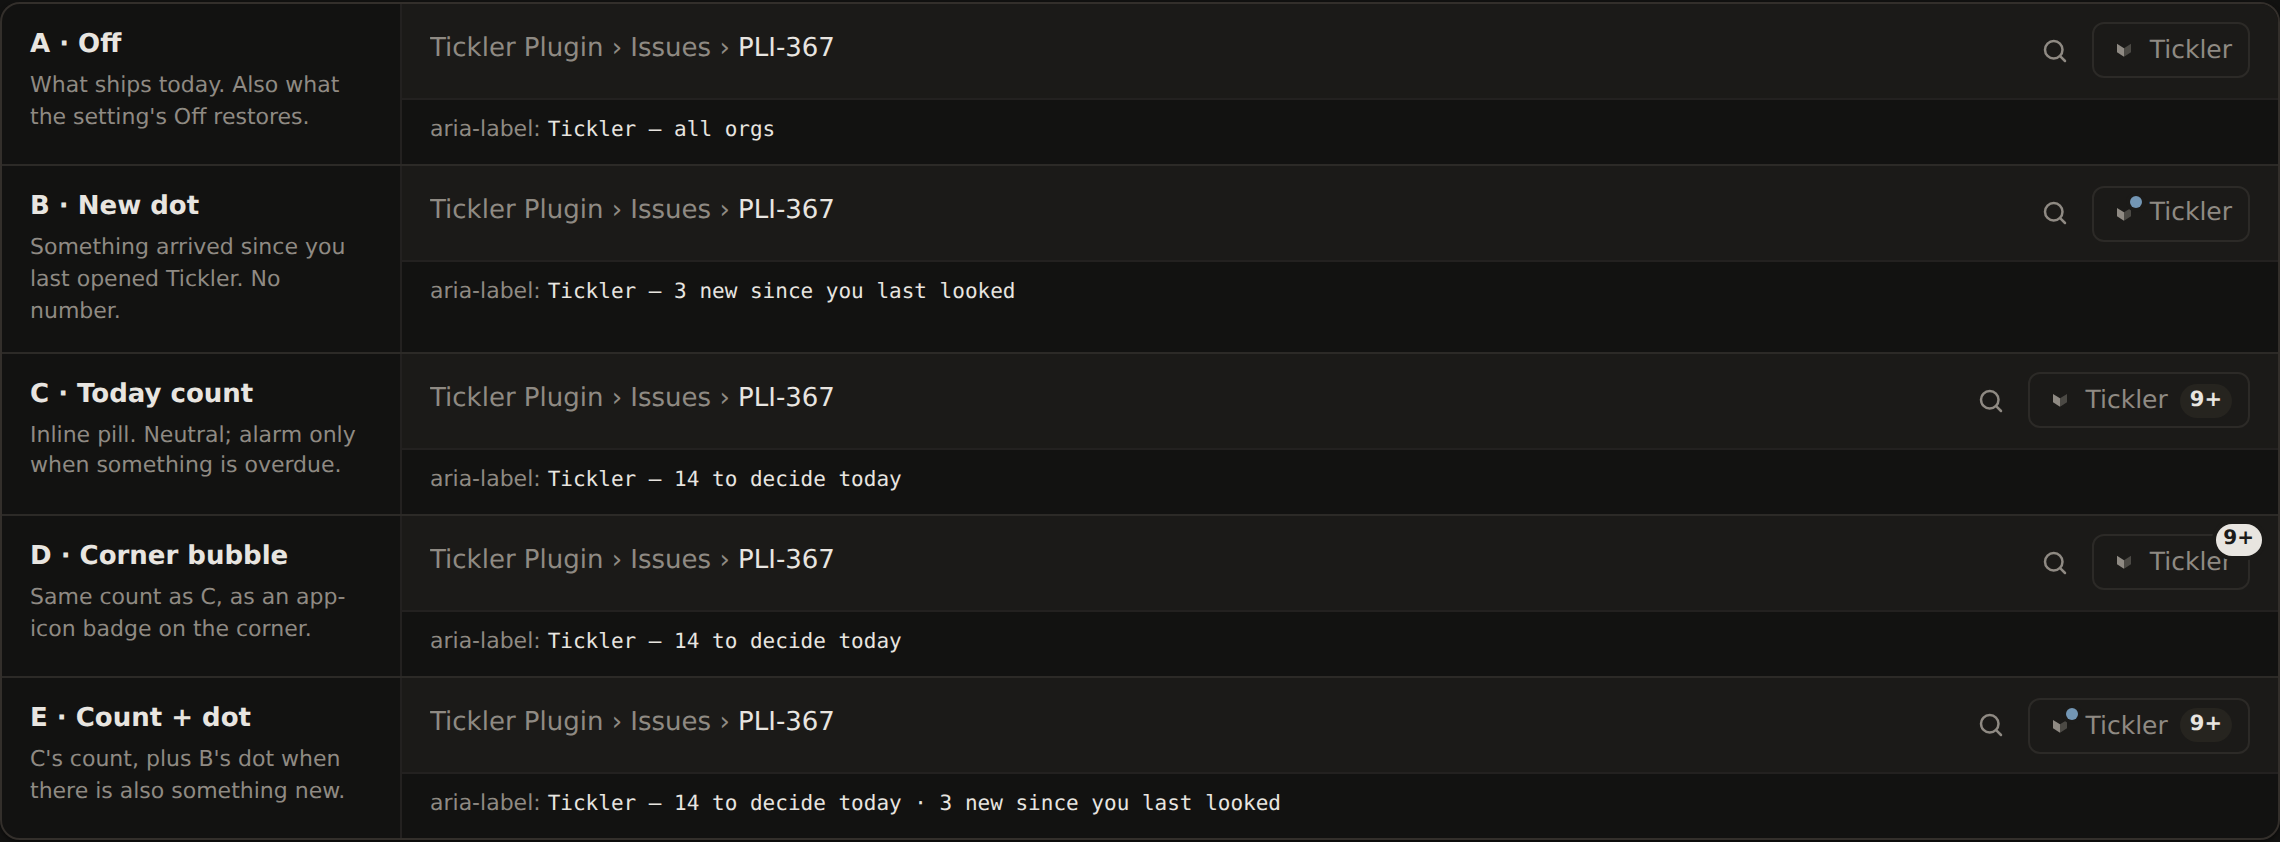 A · Off
What ships today. Also what
the setting's Off restores.
Tickler Plugin › Issues › PLI-367
Tickler
aria-label: Tickler — all orgs
B · New dot
Something arrived since you
last opened Tickler. No
number.
Tickler Plugin › Issues › PLI-367
Tickler
aria-label: Tickler — 3 new since you last looked
C · Today count
Inline pill. Neutral; alarm only
when something is overdue.
Tickler Plugin › Issues › PLI-367
Tickler 9+
aria-label: Tickler — 14 to decide today
D · Corner bubble
Same count as C, as an app-
icon badge on the corner.
Tickler Plugin › Issues › PLI-367
Tickler 9+
aria-label: Tickler — 14 to decide today
E · Count + dot
C's count, plus B's dot when
there is also something new.
Tickler Plugin › Issues › PLI-367
Tickler 9+
aria-label: Tickler — 14 to decide today · 3 new since you last looked